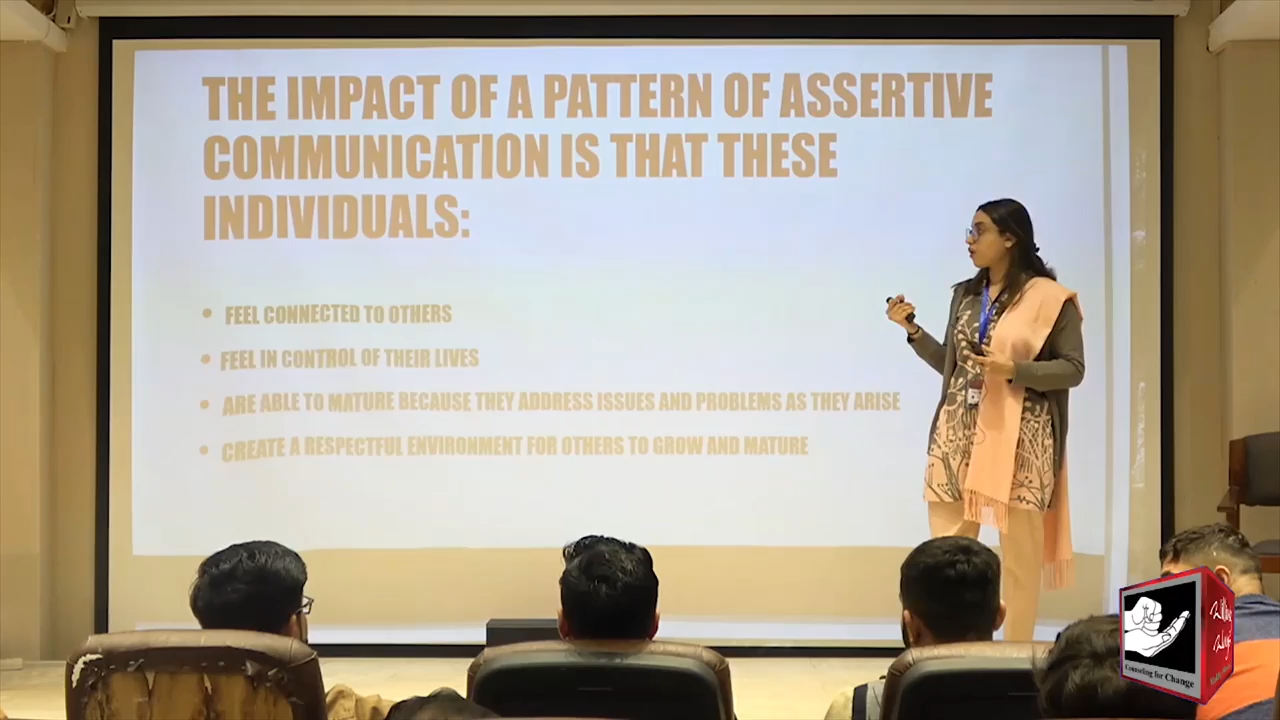 THE IMPACT OF A PATTERN OF ASSERTIVE
COMMUNICATION IS THAT THESE
INDIVIDUALS:
• FEEL CONNECTED TO OTHERS
• FEEL IN CONTROL OF THEIR LIVES
• ARE ABLE TO MATURE BECAUSE THEY ADDRESS ISSUES AND PROBLEMS AS THEY ARISE
• CREATE A RESPECTFUL ENVIRONMENT FOR OTHERS TO GROW AND MATURE
Counseling for Change
Willing Ways